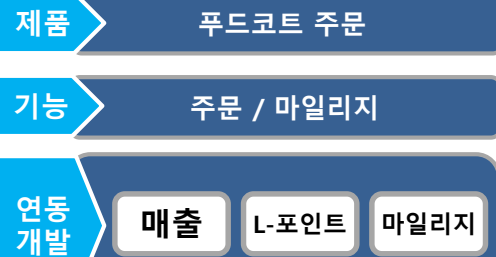 제품
푸드코트 주문
기능
주문 / 마일리지
연동
개발
매출
L-포인트
마일리지